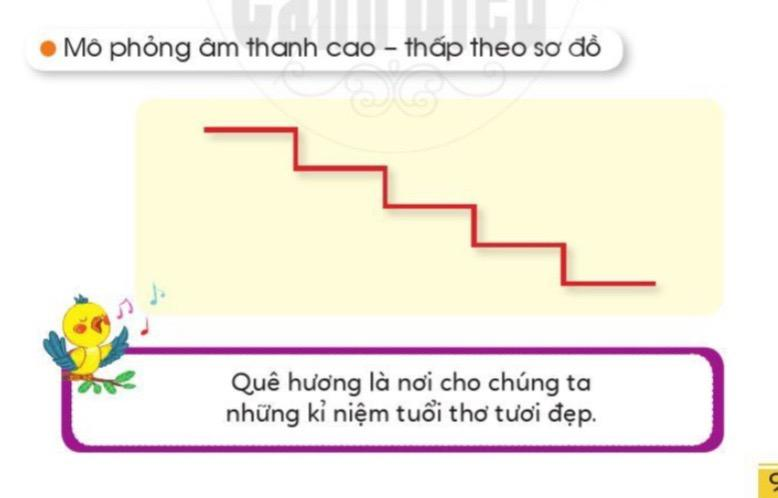 Mô phỏng âm thanh cao – thấp theo sơ đồ
Quê hương là nơi cho chúng ta
những kỉ niệm tuổi thơ tươi đẹp.